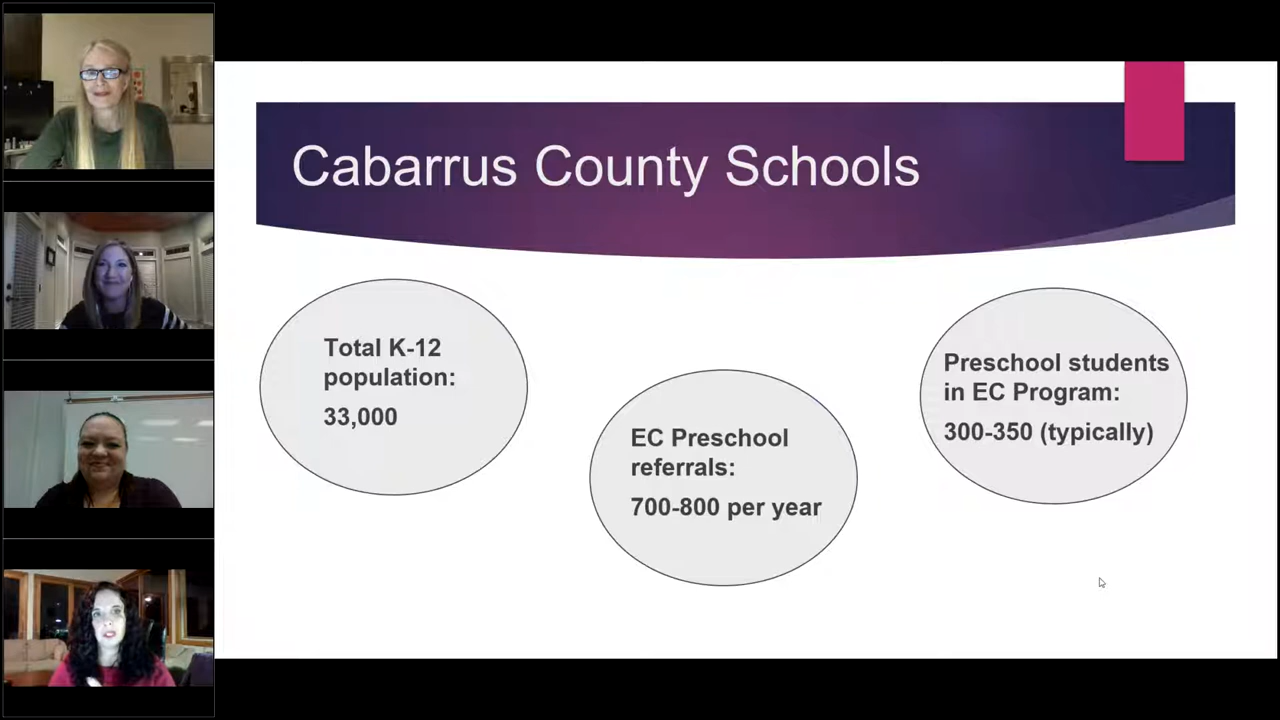 Cabarrus County Schools
Total K-12
population:
33,000
EC Preschool
referrals:
700-800 per year
Preschool students
in EC Program:
300-350 (typically)